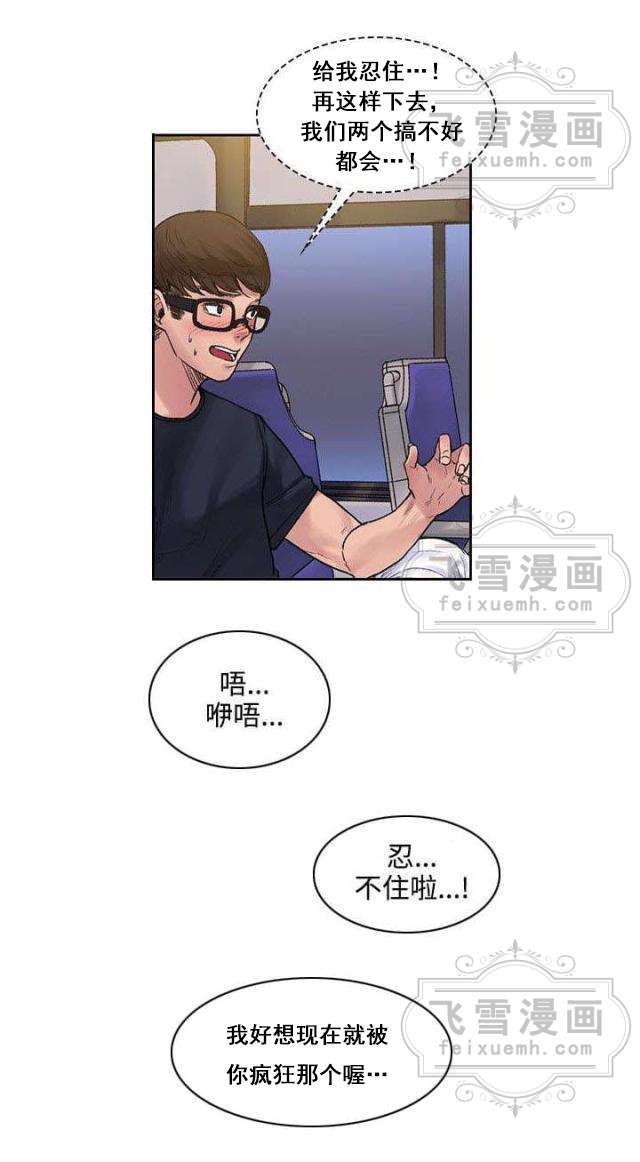 给我忍住…！
再这样下去，
我们两个搞不好
都会…！
飞雪漫画
feixuemh.com
飞雪漫画
feixuemh.com
唔...
咿唔...
忍...
不住啦...!
飞雪漫画
feixuemh.com
我好想现在就被
你疯狂那个喔…